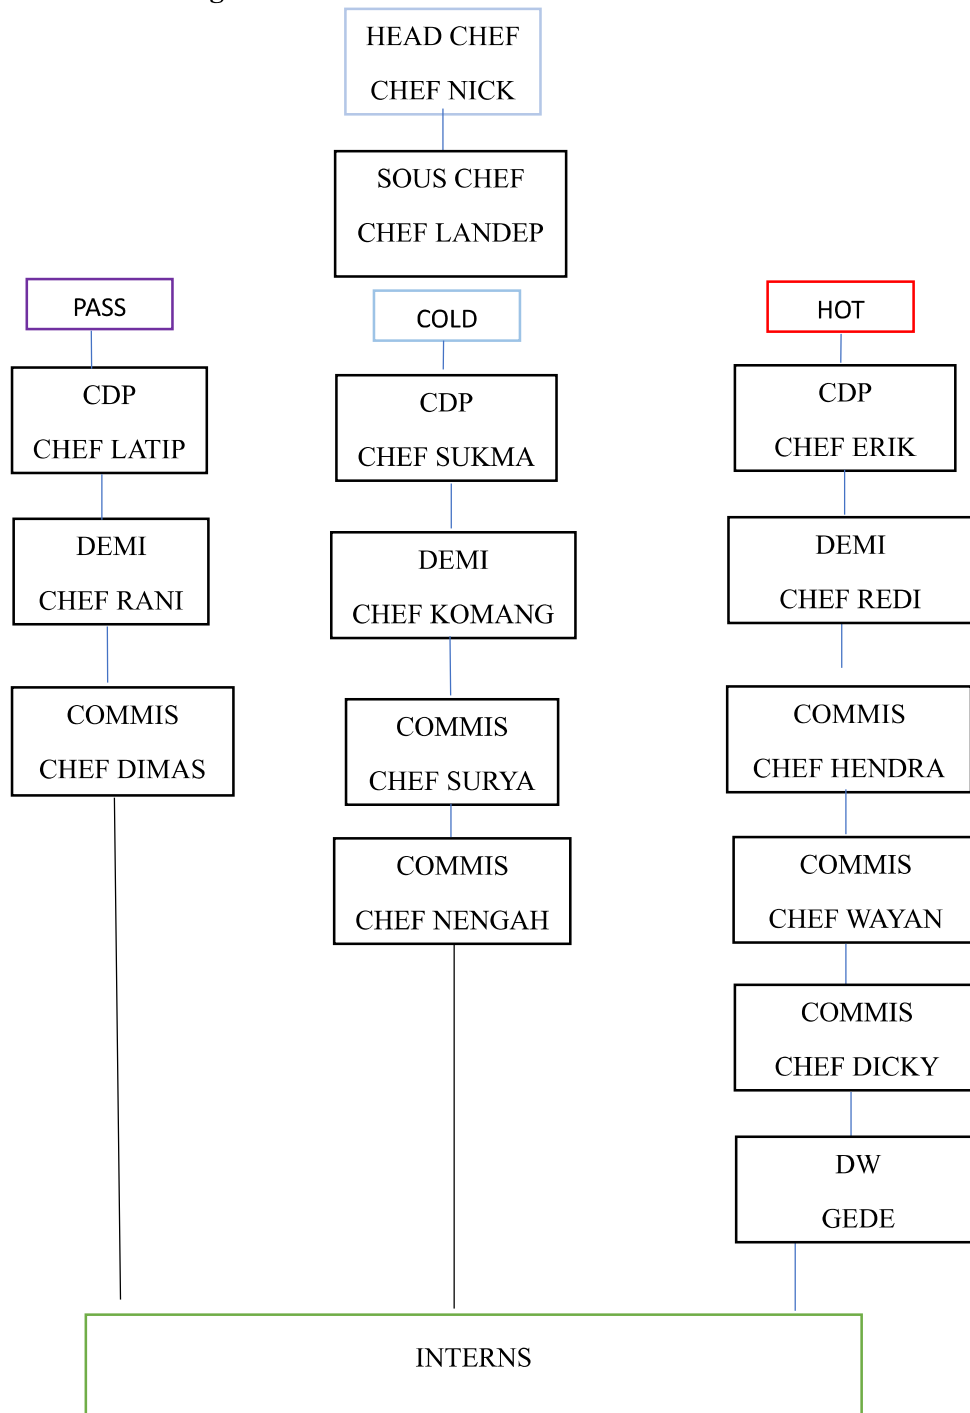 HEAD CHEF
CHEF NICK
SOUS CHEF
CHEF LANDEP
PASS
CDP
CHEF LATIP
DEMI
CHEF RANI
COMMIS
CHEF DIMAS
COLD
CDP
CHEF SUKMA
DEMI
CHEF KOMANG
COMMIS
CHEF SURYA
COMMIS
CHEF NENGAH
HOT
CDP
CHEF ERIK
DEMI
CHEF REDI
COMMIS
CHEF HENDRA
COMMIS
CHEF WAYAN
COMMIS
CHEF DICKY
DW
GEDE
INTERNS